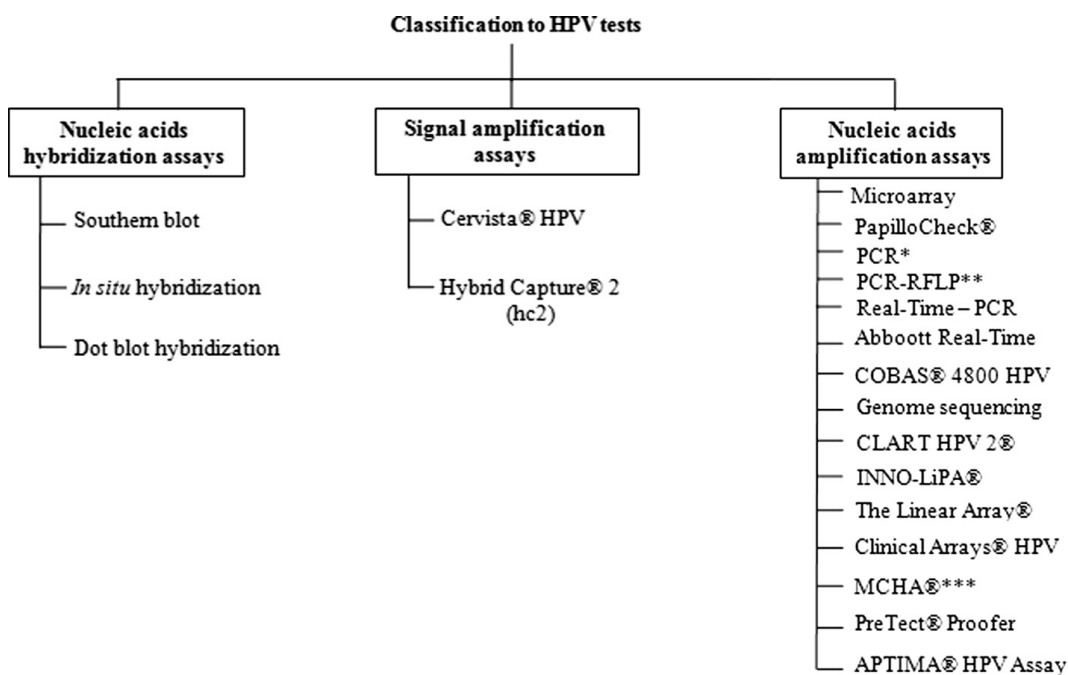 Classification to HPV tests
Nucleic acids
hybridization assays
Southern blot
In situ hybridization
Dot blot hybridization
Signal amplification
assays
Cervista® HPV
Hybrid Capture® 2
(hc2)
Nucleic acids
amplification assays
Microarray
PapilloCheck®
PCR*
PCR-RFLP**
Real-Time – PCR
Abboott Real-Time
COBAS® 4800 HPV
Genome sequencing
CLART HPV 2®
INNO-LiPA®
The Linear Array®
Clinical Arrays® HPV
MCHA®***
PreTect® Proofer
APTIMA® HPV Assay